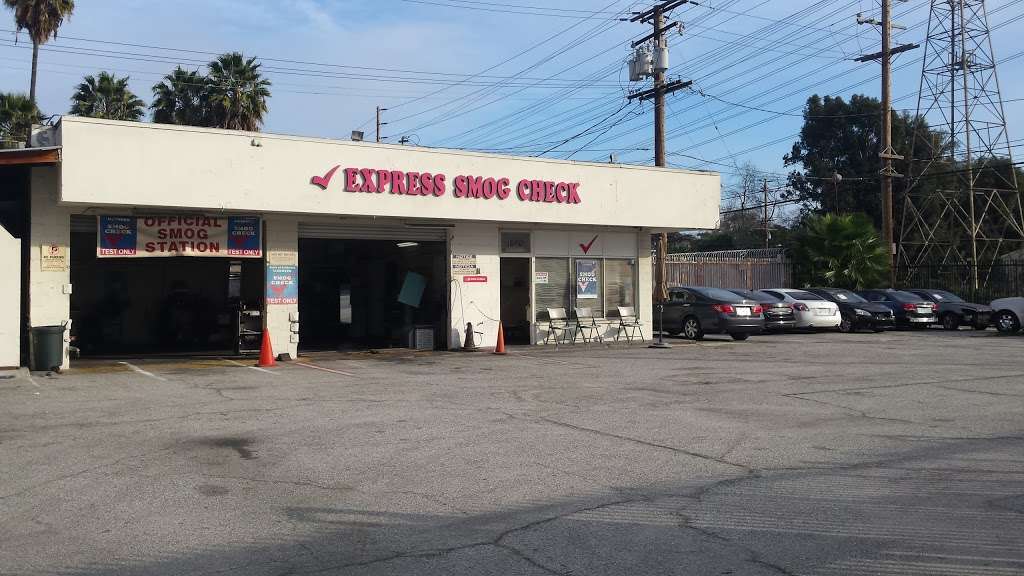 EXPRESS SMOG CHECK
OFFICIAL
SMOG
STATION
SMOG
CHECK
TEST ONLY
SMOG
CHECK
TEST ONLY
SMOG
CHECK
TEST ONLY
NOTICE
SMOG
CHECK